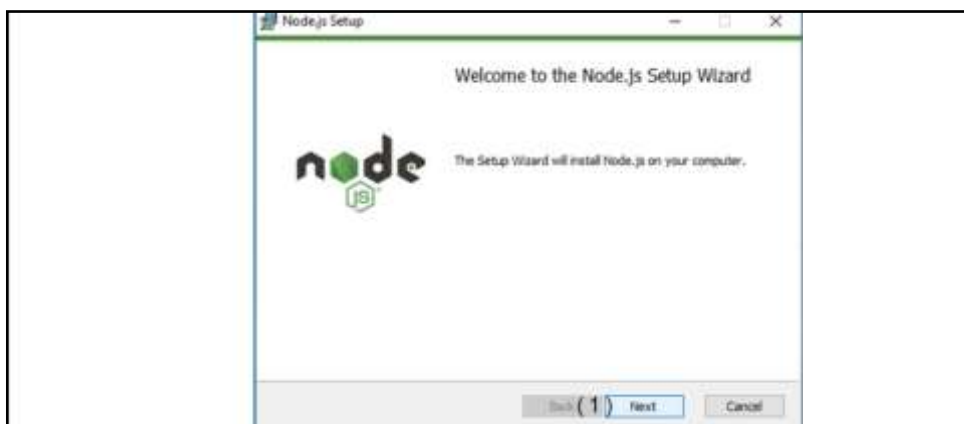 Node.js Setup
Welcome to the Node.js Setup Wizard
node
JS
The Setup Wizard will install Node.js on your computer.
Back ( 1 ) Next Cancel